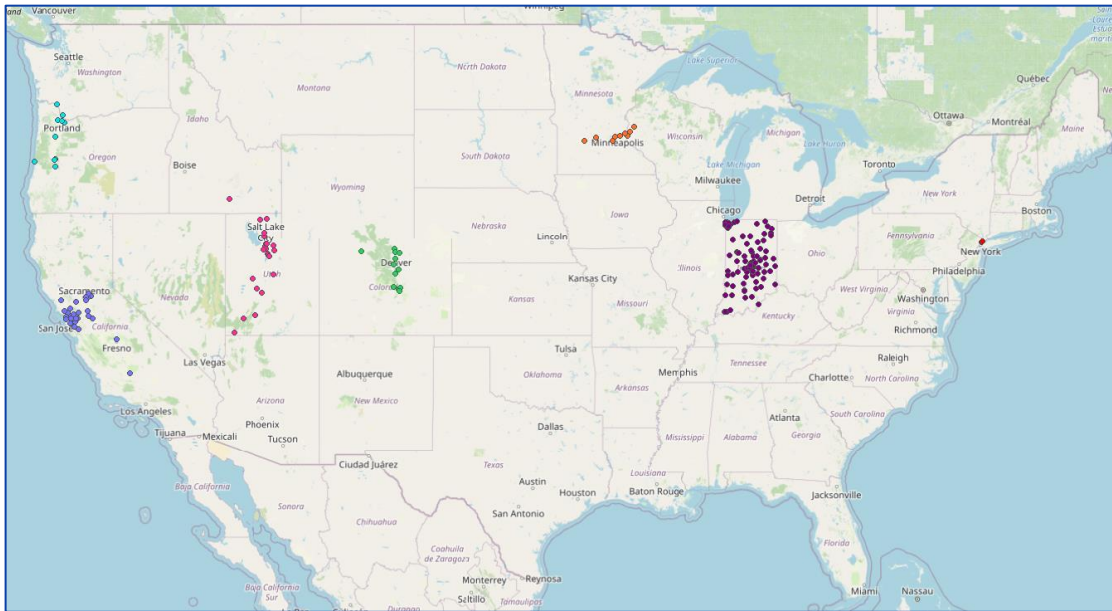 Vancouver
Winnipeg
Seattle
Washington
North Dakota
Lake Superior
Québec
Montana
Minnesota
Ottawa
Montréal
Maine
Portland
Idaho
Minneapolis
Wisconsin
Michigan
Lake Huron
Oregon
South Dakota
Toronto
Boise
Wyoming
Lake Michigan
Milwaukee
Detroit
New York
Boston
Chicago
Salt Lake
City
Nebraska
Iowa
Lincoln
Ohio
Pennsylvania
New York
Denver
Illinois
Philadelphia
Sacramento
Nevada
Utah
Kansas City
West Virginia
Washington
San Jose
California
Kansas
Missouri
Kentucky
Virginia
Richmond
Fresno
Las Vegas
Tulsa
Tennessee
Raleigh
Albuquerque
Oklahoma
Memphis
Charlotte
North Carolina
Los Angeles
Arizona
New Mexico
Arkansas
Atlanta
South Carolina
Tijuana
Mexicali
Phoenix
Tucson
Dallas
Mississippi
Alabama
Georgia
Ciudad Juárez
Texas
Louisiana
Baja California
Austin
Houston
Baton Rouge
Jacksonville
Sonora
San Antonio
Chihuahua
Florida
Coahuila
de Zaragoza
Baja
California
Sur
Monterrey
Reynosa
Saltillo
Tamaulipas
Durango
Miami
Nassau